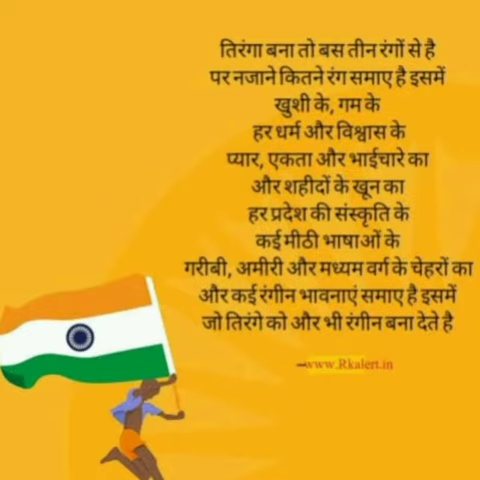 तिरंगा बना तो बस तीन रंगों से है
पर नजाने कितने रंग समाए है इसमें
खुशी के, गम के
हर धर्म और विश्वास के
प्यार, एकता और भाईचारे का
और शहीदों के खून का
हर प्रदेश की संस्कृति के
कई मीठी भाषाओं के
गरीबी, अमीरी और मध्यम वर्ग के चेहरों का
और कई रंगीन भावनाएं समाए है इसमें
जो तिरंगे को और भी रंगीन बना देते है
–www.Rkalert.in